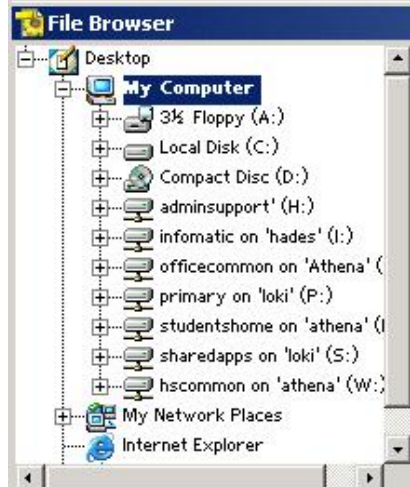 File Browser
Desktop
My Computer
3½ Floppy (A:)
Local Disk (C:)
Compact Disc (D:)
adminsupport' (H:)
infomatic on 'hades' (I:)
officecommon on 'Athena' (
primary on 'loki' (P:)
studentshome on 'athena' (
sharedapps on 'loki' (S:)
hscommon on 'athena' (W:)
My Network Places
Internet Explorer